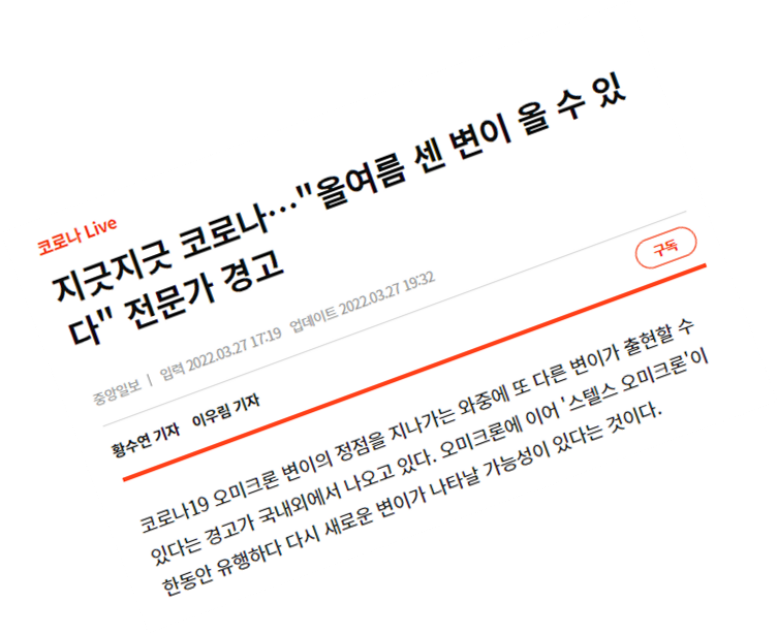 코로나 Live
지긋지긋 코로나…"올여름 센 변이 올 수 있
다" 전문가 경고
중앙일보 | 입력 2022.03.27 17:19 업데이트 2022.03.27 19:32
구독
황수연 기자 이우림 기자
코로나19 오미크론 변이의 정점을 지나가는 와중에 또 다른 변이가 출현할 수
있다는 경고가 국내외에서 나오고 있다. 오미크론에 이어 '스텔스 오미크론'이
한동안 유행하다 다시 새로운 변이가 나타날 가능성이 있다는 것이다.